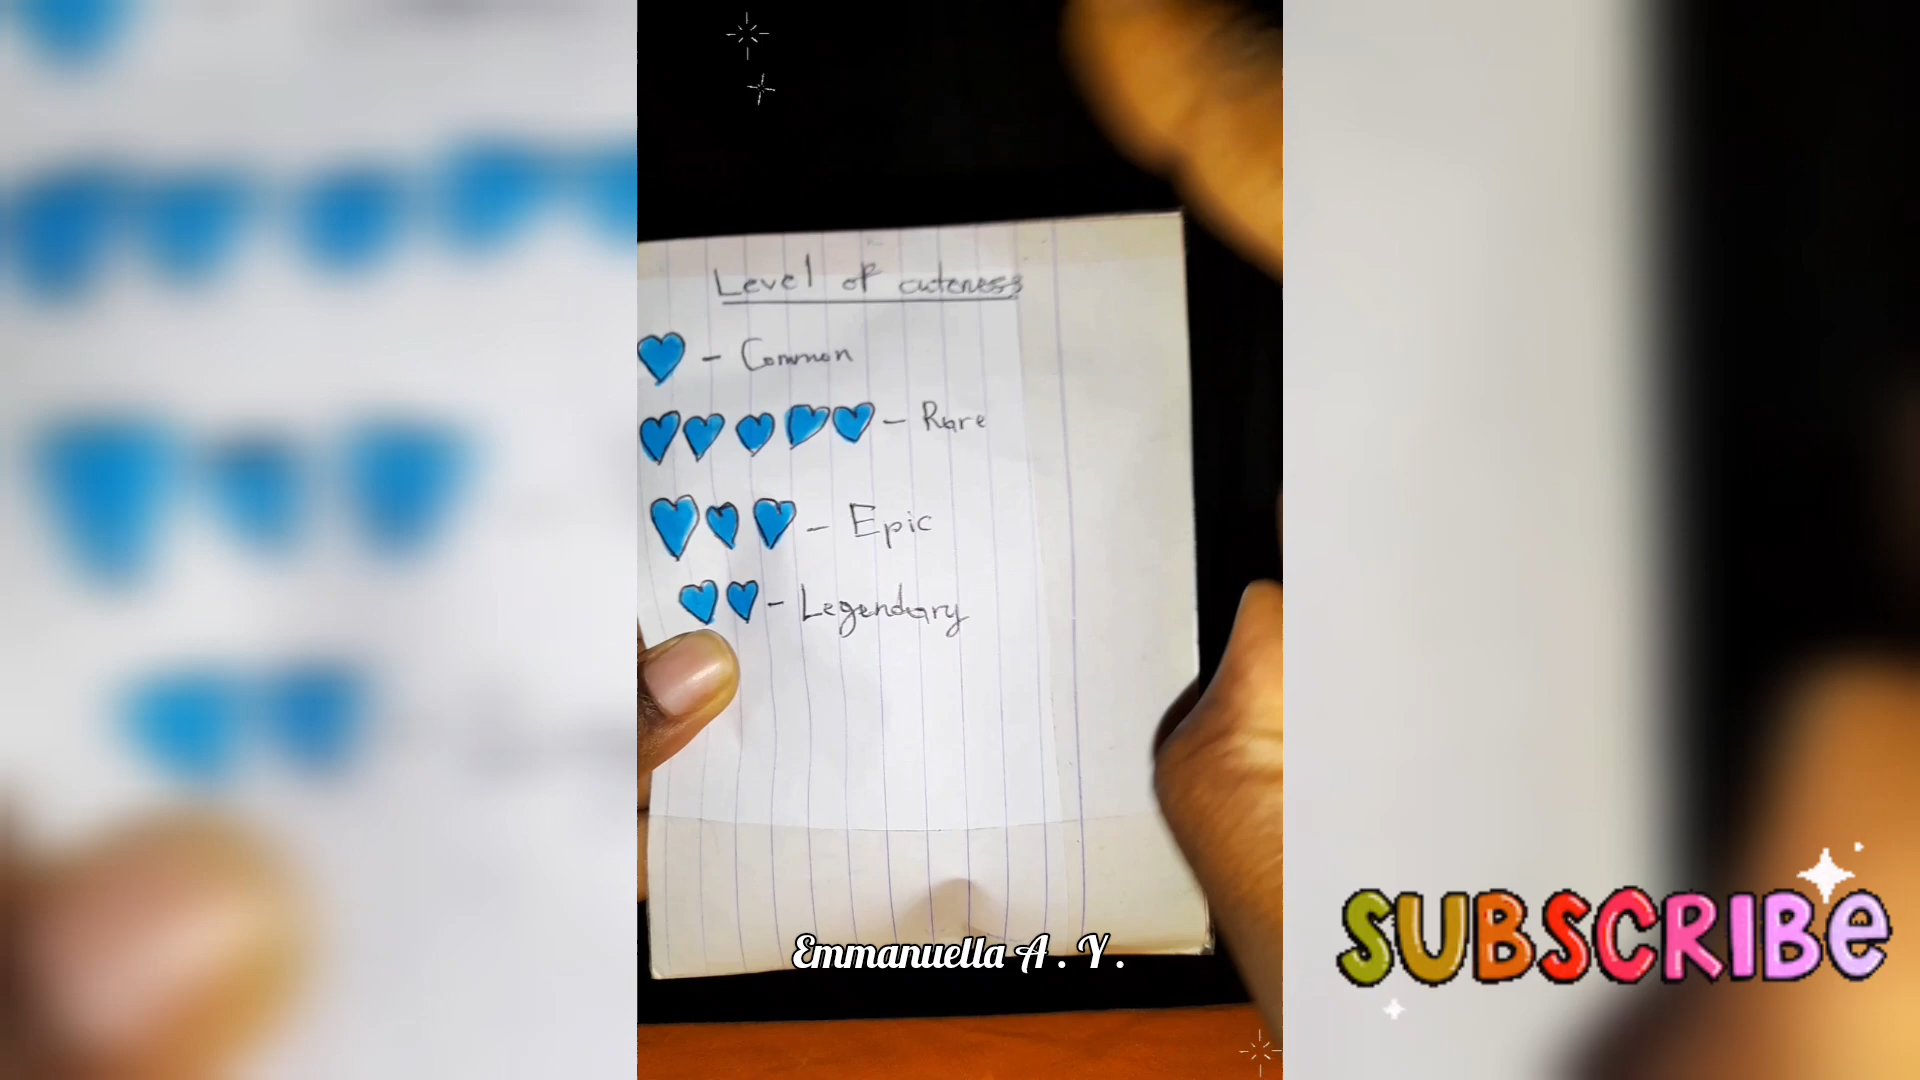 Level of cuteness
- Common
- Rare
- Epic
- Legendary
Emmanuella A . Y .
SUBSCRIBe